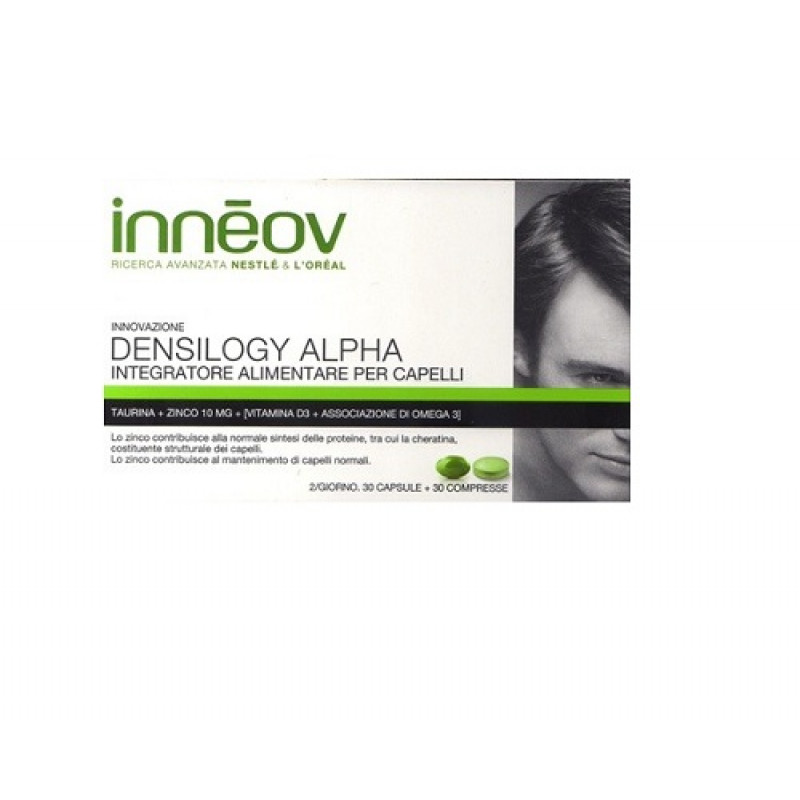 innēov
RICERCA AVANZATA NESTLÉ & L'ORÉAL
INNOVAZIONE
DENSILOGY ALPHA
INTEGRATORE ALIMENTARE PER CAPELLI
TAURINA + ZINCO 10 MG + [VITAMINA D3 + ASSOCIAZIONE DI OMEGA 3]
Lo zinco contribuisce alla normale sintesi delle proteine, tra cui la cheratina,
costituente strutturale dei capelli.
Lo zinco contribuisce al mantenimento di capelli normali.
2/GIORNO. 30 CAPSULE + 30 COMPRESSE